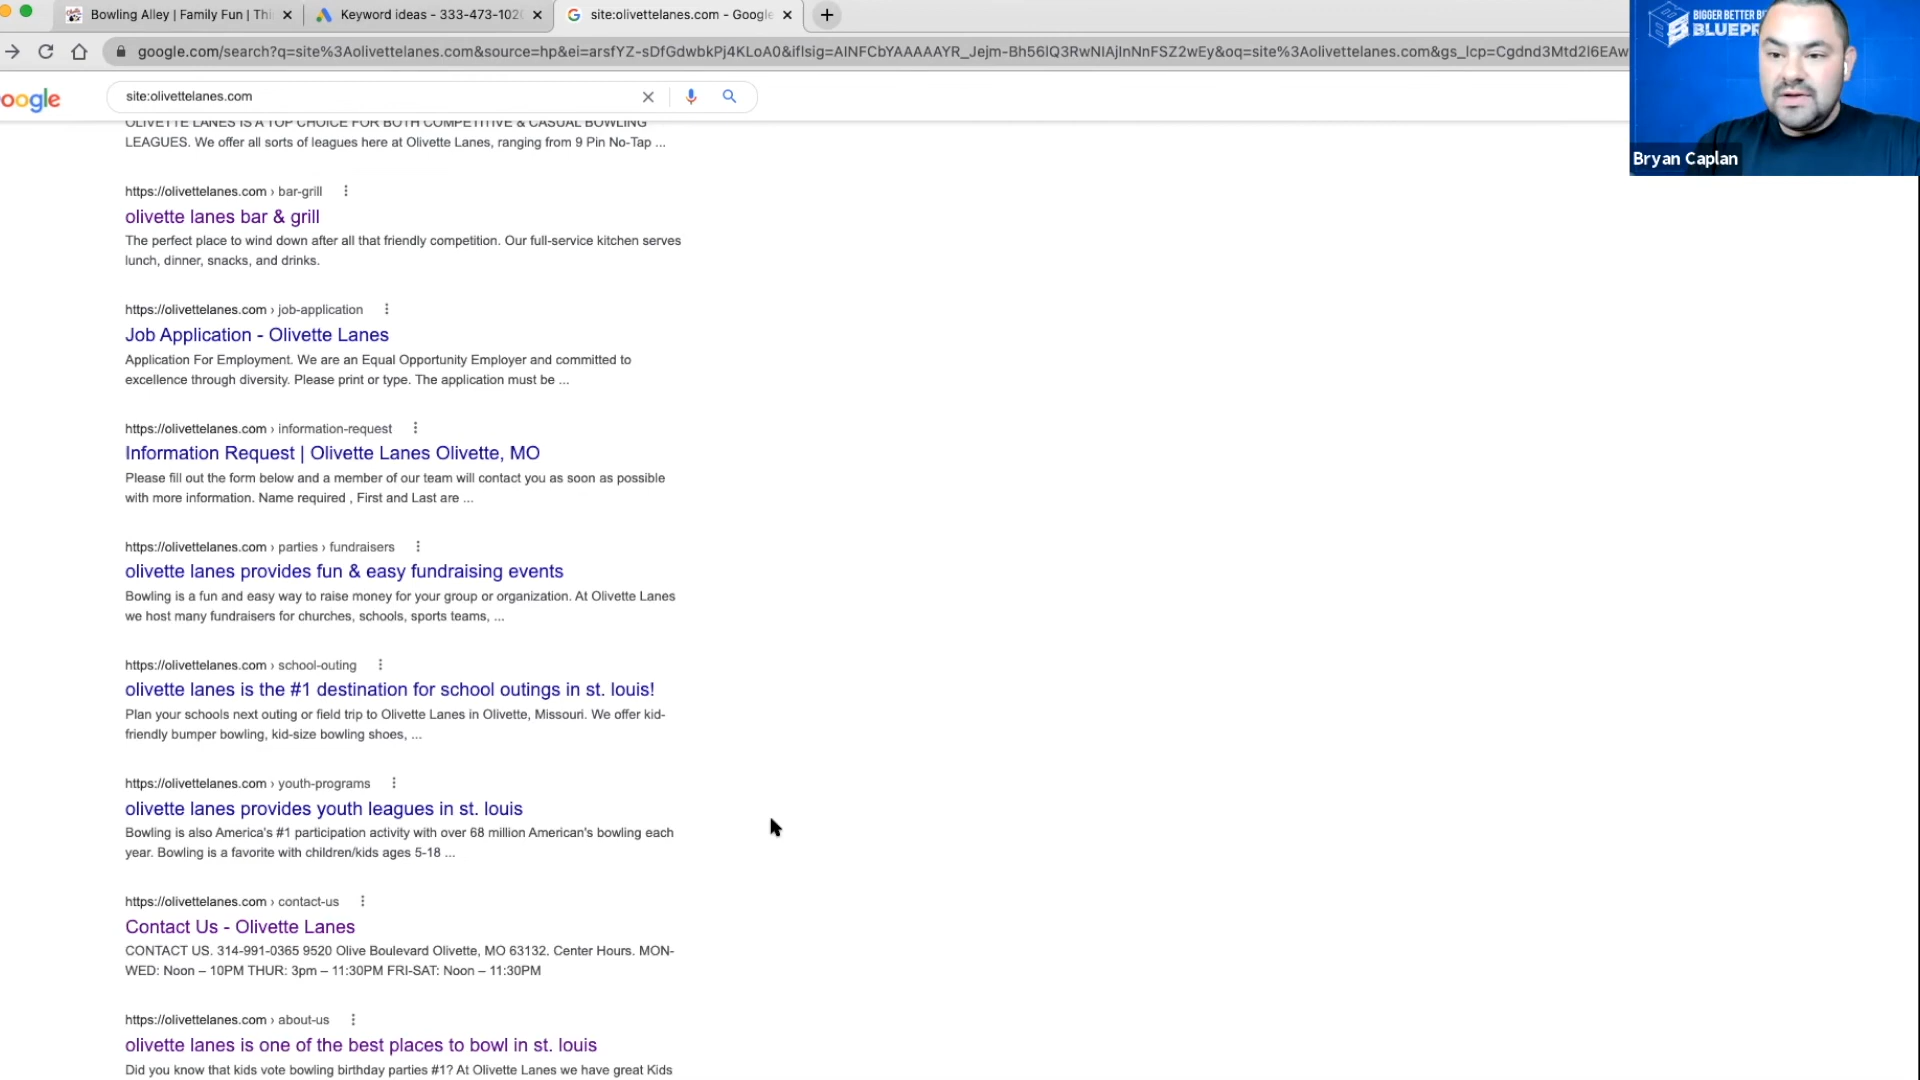 Bowling Alley | Family Fun | Thi
Keyword ideas - 333-473-102
site:olivettelanes.com - Google
google.com/search?q=site%3Aolivettelanes.com&source=hp&ei=arsfYZ-sDfGdwbkPj4KLoA0&iflsig=AINFCbYAAAAAYR_Jejm-Bh56IQ3RwNIAjlnNnFSZ2wEy&oq=site%3Aolivettelanes.com&gs_lcp=Cgdnd3Mtd2l6EAw
BIGGER BETTER
BLUEPR
Bryan Caplan
oogle
site:olivettelanes.com
OLIVETTE LANES IS A TOP CHOICE FOR BOTH COMPETITIVE & CASUAL BOWLING
LEAGUES. We offer all sorts of leagues here at Olivette Lanes, ranging from 9 Pin No-Tap ...
https://olivettelanes.com › bar-grill
olivette lanes bar & grill
The perfect place to wind down after all that friendly competition. Our full-service kitchen serves
lunch, dinner, snacks, and drinks.
https://olivettelanes.com › job-application
Job Application - Olivette Lanes
Application For Employment. We are an Equal Opportunity Employer and committed to
excellence through diversity. Please print or type. The application must be ...
https://olivettelanes.com › information-request
Information Request | Olivette Lanes Olivette, MO
Please fill out the form below and a member of our team will contact you as soon as possible
with more information. Name required , First and Last are ...
https://olivettelanes.com › parties › fundraisers
olivette lanes provides fun & easy fundraising events
Bowling is a fun and easy way to raise money for your group or organization. At Olivette Lanes
we host many fundraisers for churches, schools, sports teams, ...
https://olivettelanes.com › school-outing
olivette lanes is the #1 destination for school outings in st. louis!
Plan your schools next outing or field trip to Olivette Lanes in Olivette, Missouri. We offer kid-
friendly bumper bowling, kid-size bowling shoes, ...
https://olivettelanes.com › youth-programs
olivette lanes provides youth leagues in st. louis
Bowling is also America's #1 participation activity with over 68 million American's bowling each
year. Bowling is a favorite with children/kids ages 5-18 ...
https://olivettelanes.com › contact-us
Contact Us - Olivette Lanes
CONTACT US. 314-991-0365 9520 Olive Boulevard Olivette, MO 63132. Center Hours. MON-
WED: Noon – 10PM THUR: 3pm – 11:30PM FRI-SAT: Noon – 11:30PM
https://olivettelanes.com › about-us
olivette lanes is one of the best places to bowl in st. louis
Did you know that kids vote bowling birthday parties #1? At Olivette Lanes we have great Kids